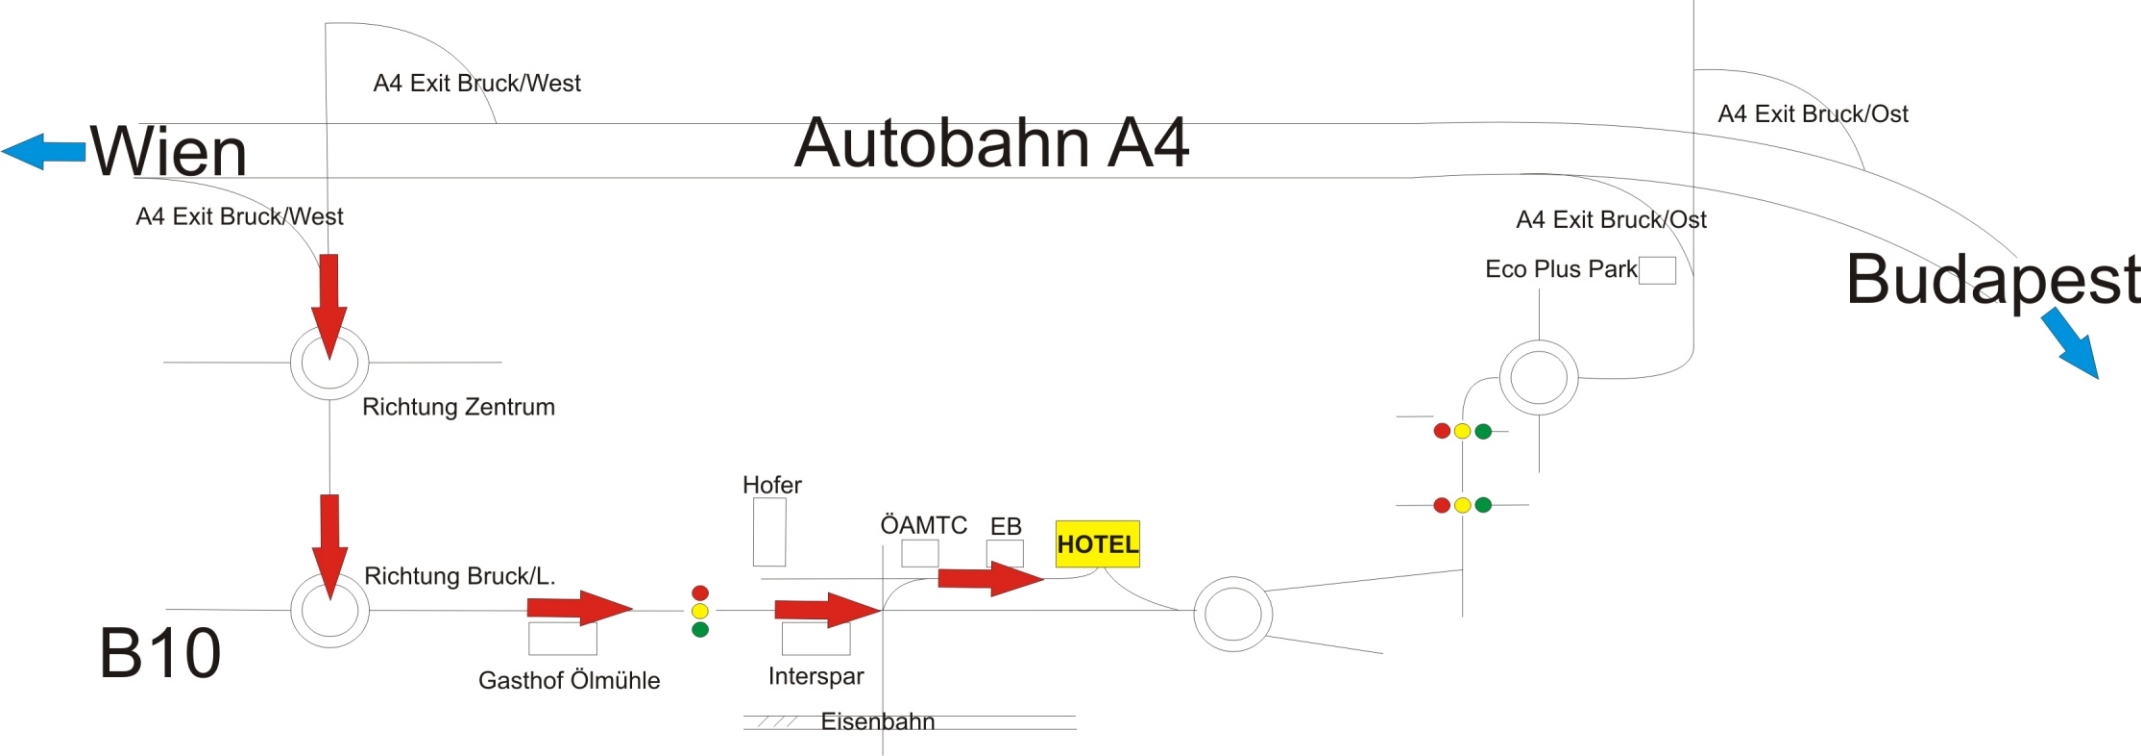 A4 Exit Bruck/West
A4 Exit Bruck/Ost
Wien
Autobahn A4
A4 Exit Bruck/West
A4 Exit Bruck/Ost
Eco Plus Park
Budapest
Richtung Zentrum
Hofer
ÖAMTC
EB
HOTEL
Richtung Bruck/L.
B10
Gasthof Ölmühle
Interspar
Eisenbahn